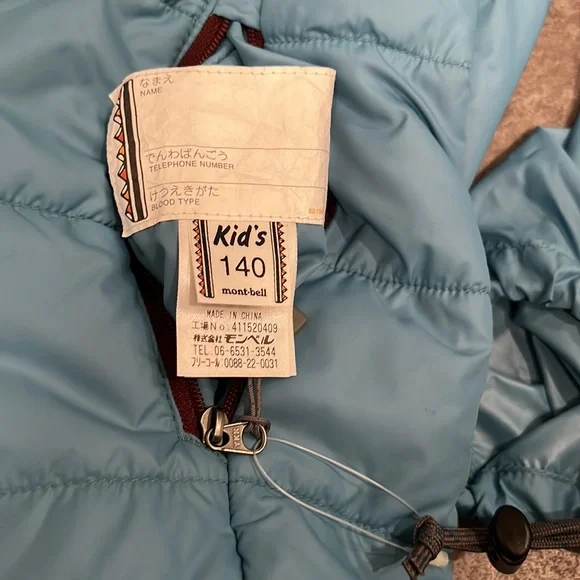 なまえ
NAME
でんわばんごう
TELEPHONE NUMBER
けつえきがた
BLOOD TYPE
Kid's
140
mont-bell
MADE IN CHINA
工場No. 411520409
株式会社モンベル
TEL. 06-6531-3544
フリーコール: 0088-22-0031
YKK